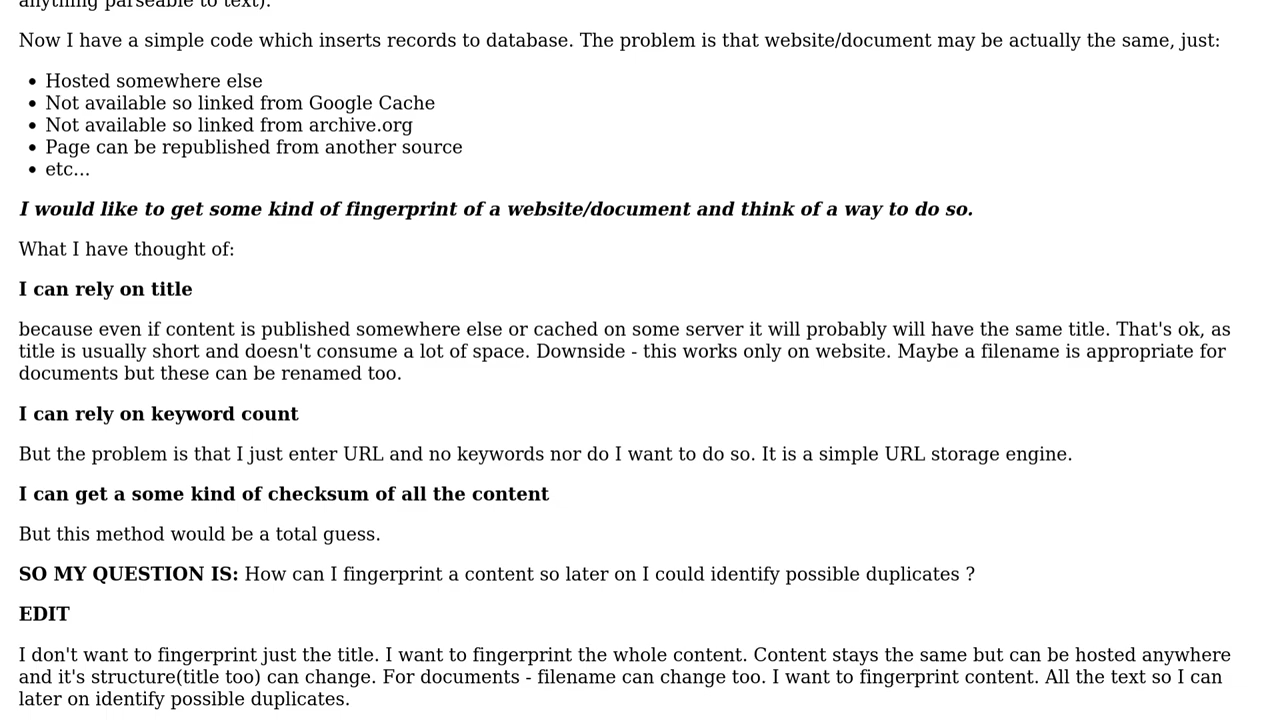 anything parseable to text).
Now I have a simple code which inserts records to database. The problem is that website/document may be actually the same, just:
• Hosted somewhere else
• Not available so linked from Google Cache
• Not available so linked from archive.org
• Page can be republished from another source
• etc...
I would like to get some kind of fingerprint of a website/document and think of a way to do so.
What I have thought of:
I can rely on title
because even if content is published somewhere else or cached on some server it will probably will have the same title. That's ok, as
title is usually short and doesn't consume a lot of space. Downside - this works only on website. Maybe a filename is appropriate for
documents but these can be renamed too.
I can rely on keyword count
But the problem is that I just enter URL and no keywords nor do I want to do so. It is a simple URL storage engine.
I can get a some kind of checksum of all the content
But this method would be a total guess.
SO MY QUESTION IS: How can I fingerprint a content so later on I could identify possible duplicates ?
EDIT
I don't want to fingerprint just the title. I want to fingerprint the whole content. Content stays the same but can be hosted anywhere
and it's structure(title too) can change. For documents - filename can change too. I want to fingerprint content. All the text so I can
later on identify possible duplicates.